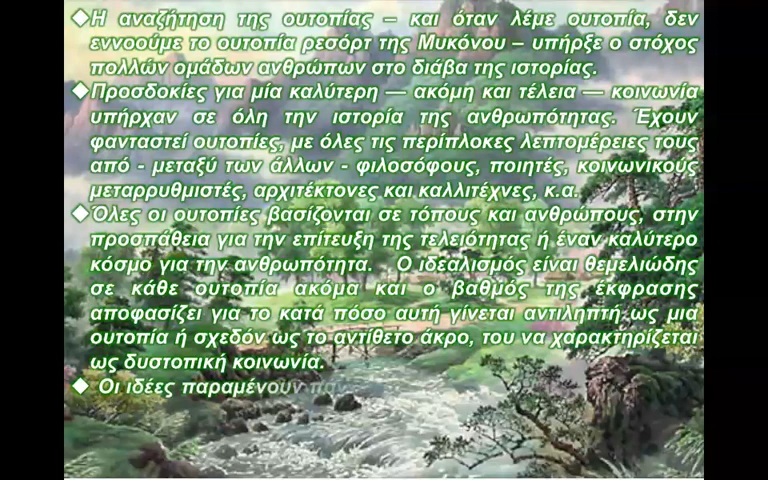 ◆Η αναζήτηση της ουτοπίας – και όταν λέμε ουτοπία, δεν
εννοούμε το ουτοπία ρεσόρτ της Μυκόνου – υπήρξε ο στόχος
πολλών ομάδων ανθρώπων στο διάβα της ιστορίας.
◆Προσδοκίες για μία καλύτερη — ακόμη και τέλεια — κοινωνία
υπήρχαν σε όλη την ιστορία της ανθρωπότητας. Έχουν
φανταστεί ουτοπίες, με όλες τις περίπλοκες λεπτομέρειες τους
από - μεταξύ των άλλων - φιλοσόφους, ποιητές, κοινωνικούς
μεταρρυθμιστές, αρχιτέκτονες και καλλιτέχνες, κ.α.
◆Όλες οι ουτοπίες βασίζονται σε τόπους και ανθρώπους, στην
προσπάθεια για την επίτευξη της τελειότητας ή έναν καλύτερο
κόσμο για την ανθρωπότητα. Ο ιδεαλισμός είναι θεμελιώδης
σε κάθε ουτοπία ακόμα και ο βαθμός της έκφρασης
αποφασίζει για το κατά πόσο αυτή γίνεται αντιληπτή ως μια
ουτοπία ή σχεδόν ως το αντίθετο άκρο, του να χαρακτηρίζεται
ως δυστοπική κοινωνία.
◆ Οι ιδέες παραμένουν